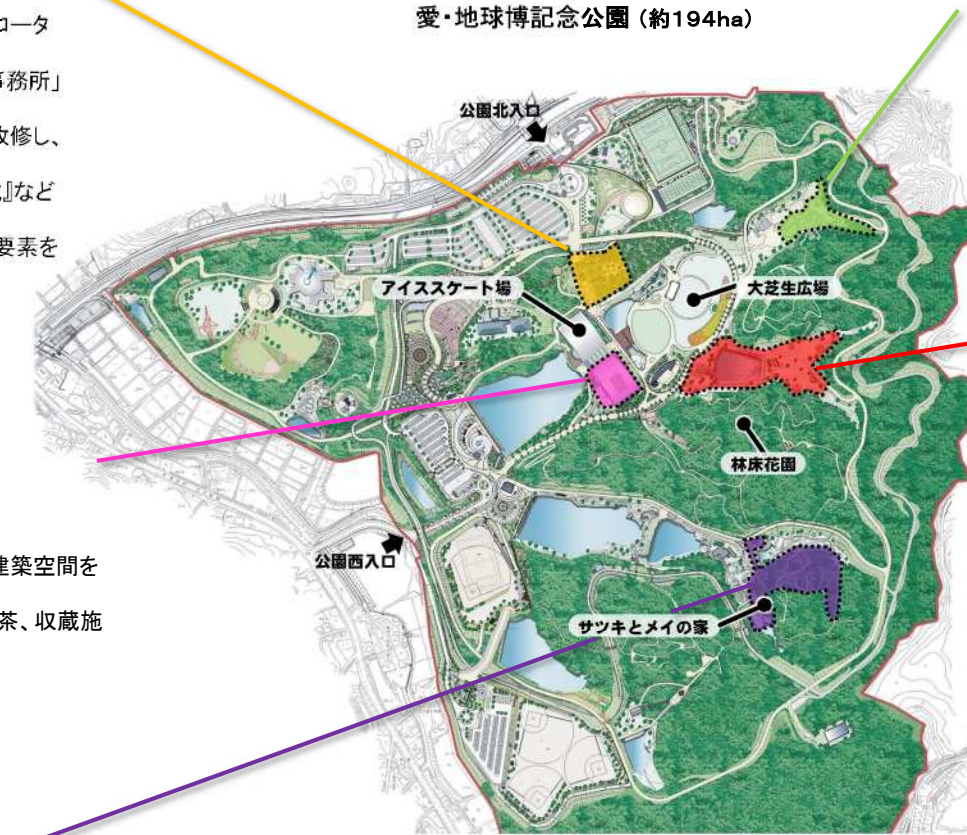 愛・地球博記念公園（約194ha）
ロータ
事務所」
改修し、
』など
要素を
公園北入口
アイススケート場
大芝生広場
林床花園
公園西入口
建築空間を
茶、収蔵施
サツキとメイの家